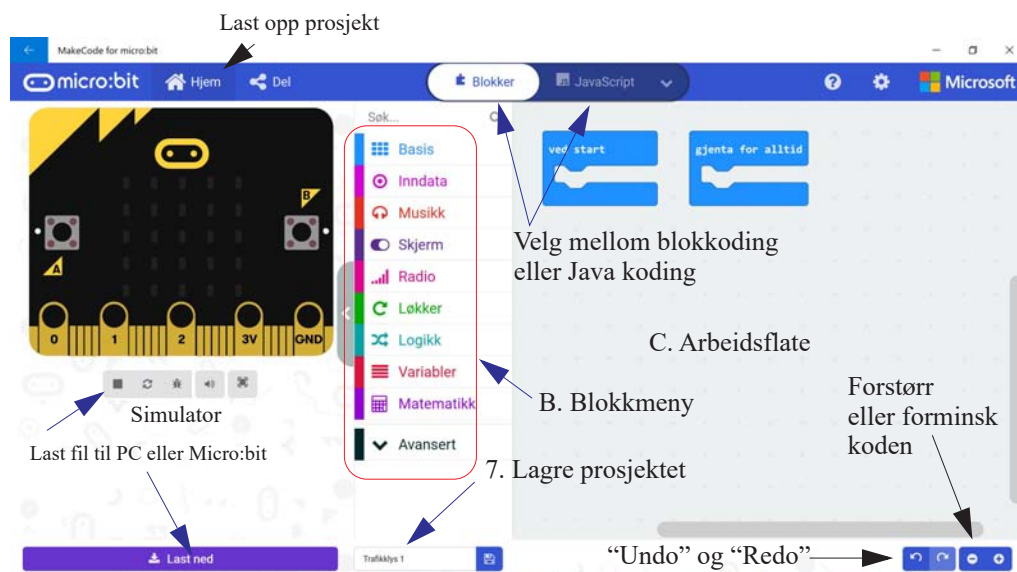 Last opp prosjekt
MakeCode for micro:bit
micro:bit Hjem Del Blokker JavaScript Microsoft
Søk...
Basis
Inndata
Musikk
Skjerm
Radio
Løkker
Logikk
Variabler
Matematikk
Avansert
ved start
gjenta for alltid
B
A
0 1 2 3V GND
Velg mellom blokkoding
eller Java koding
C. Arbeidsflate
B. Blokkmeny
Forstørr
eller forminsk
koden
Simulator
Last fil til PC eller Micro:bit
7. Lagre prosjektet
Last ned
Trafikklys 1
“Undo” og “Redo”